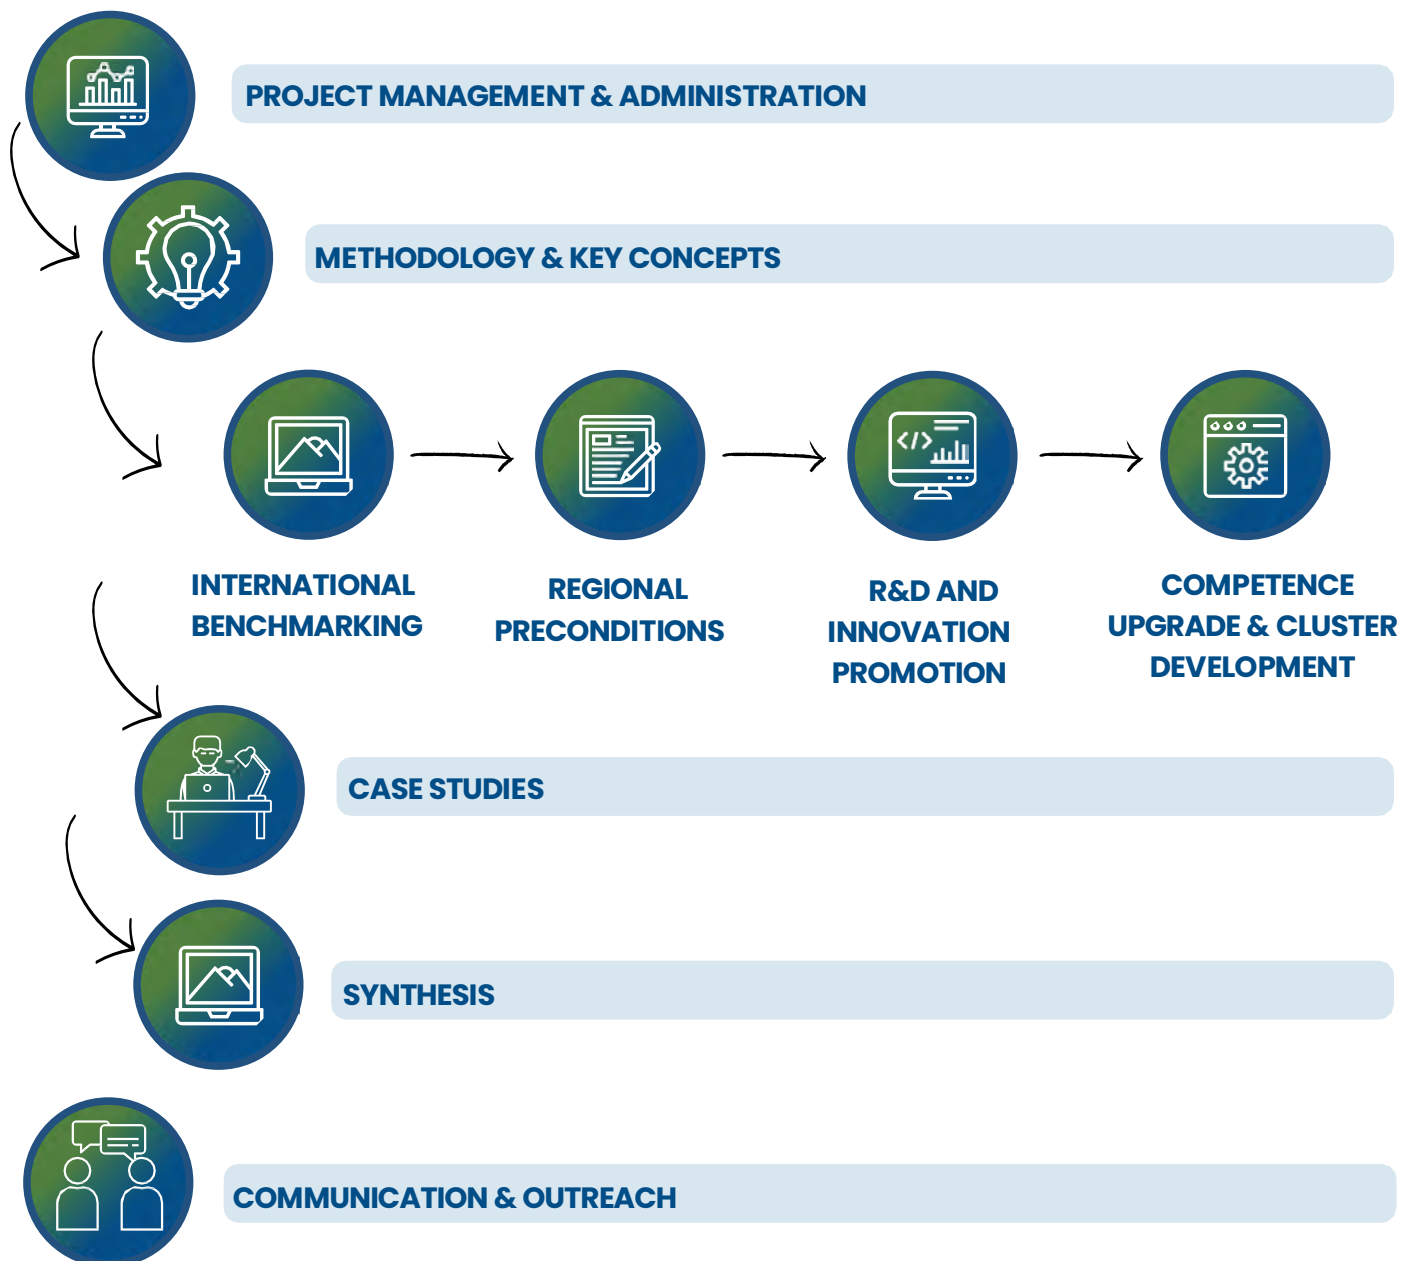 PROJECT MANAGEMENT & ADMINISTRATION
METHODOLOGY & KEY CONCEPTS
</>
INTERNATIONAL
BENCHMARKING
REGIONAL
PRECONDITIONS
R&D AND
INNOVATION
PROMOTION
COMPETENCE
UPGRADE & CLUSTER
DEVELOPMENT
CASE STUDIES
SYNTHESIS
COMMUNICATION & OUTREACH